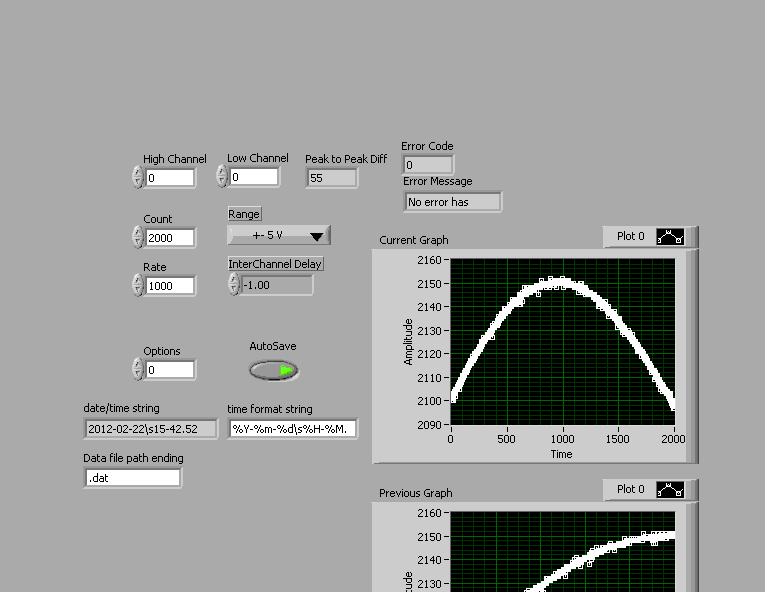 High Channel
0
Low Channel
0
Peak to Peak Diff
55
Error Code
0
Error Message
No error has
Count
2000
Range
+- 5 V
Rate
1000
InterChannel Delay
-1.00
Options
0
AutoSave
date/time string
2012-02-22\s15-42.52
time format string
%Y-%m-%d\s%H-%M.
Data file path ending
.dat
Current Graph
Plot 0
Amplitude
2160
2150
2140
2130
2120
2110
2100
2090
0 500 1000 1500 2000
Time
Previous Graph
Plot 0
2160
2150
2140
2130